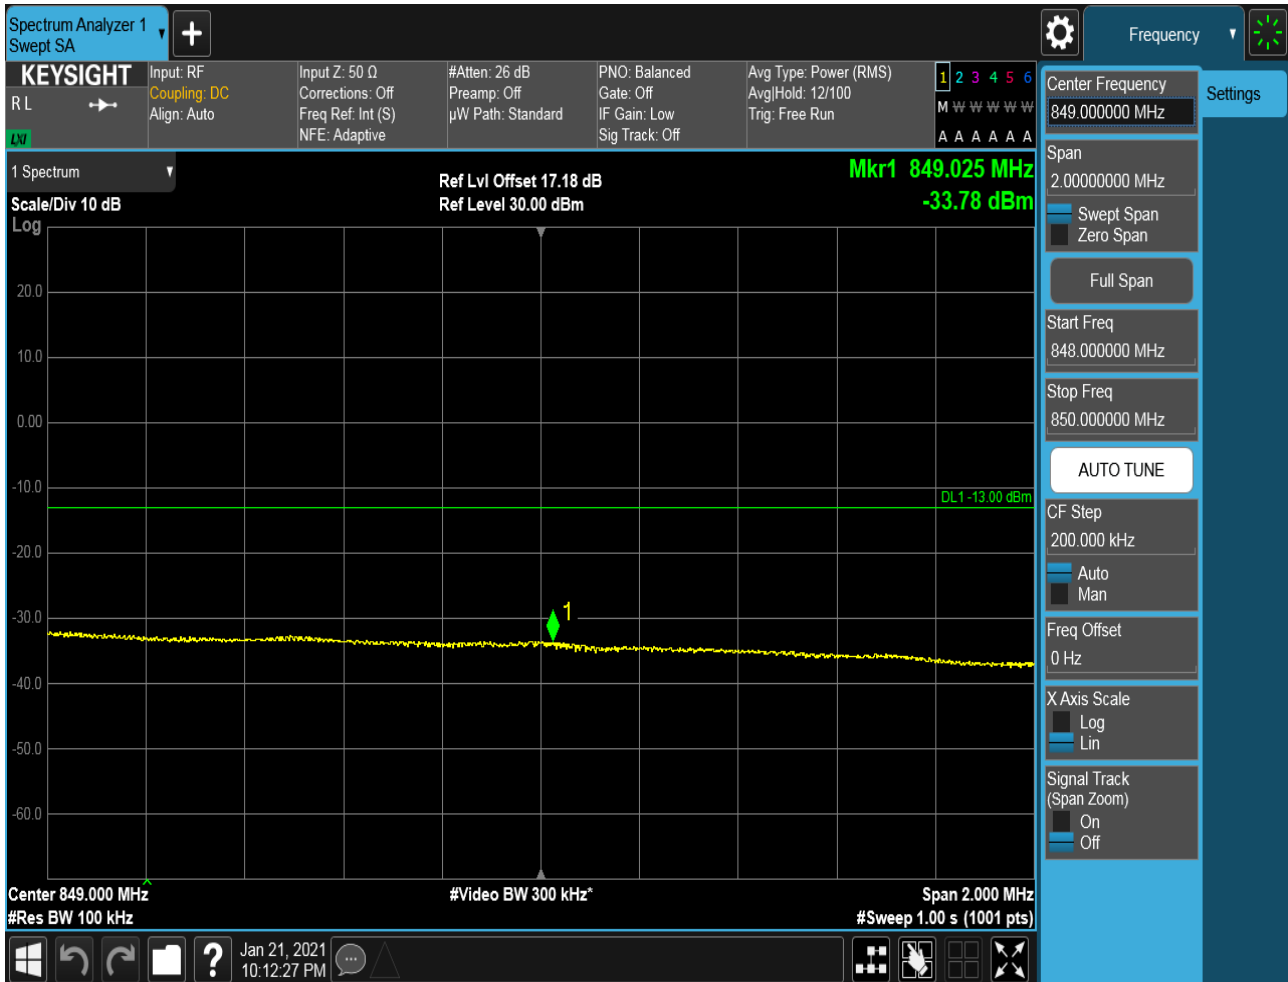 Spectrum Analyzer 1
Swept SA
Frequency
KEYSIGHT
R L
LXI
Input: RF
Coupling: DC
Align: Auto
Input Z: 50 Ω
Corrections: Off
Freq Ref: Int (S)
NFE: Adaptive
#Atten: 26 dB
Preamp: Off
µW Path: Standard
PNO: Balanced
Gate: Off
IF Gain: Low
Sig Track: Off
Avg Type: Power (RMS)
Avg|Hold: 12/100
Trig: Free Run
1 2 3 4 5 6
M W W W W W
A A A A A A
1 Spectrum
Scale/Div 10 dB
Log
Ref Lvl Offset 17.18 dB
Ref Level 30.00 dBm
Mkr1 849.025 MHz
-33.78 dBm
20.0
10.0
0.00
-10.0
DL1 -13.00 dBm
-20.0
-30.0
1
-40.0
-50.0
-60.0
Center 849.000 MHz
#Video BW 300 kHz*
Span 2.000 MHz
#Res BW 100 kHz
#Sweep 1.00 s (1001 pts)
Jan 21, 2021
10:12:27 PM
Center Frequency
849.000000 MHz
Settings
Span
2.00000000 MHz
Swept Span
Zero Span
Full Span
Start Freq
848.000000 MHz
Stop Freq
850.000000 MHz
AUTO TUNE
CF Step
200.000 kHz
Auto
Man
Freq Offset
0 Hz
X Axis Scale
Log
Lin
Signal Track
(Span Zoom)
On
Off